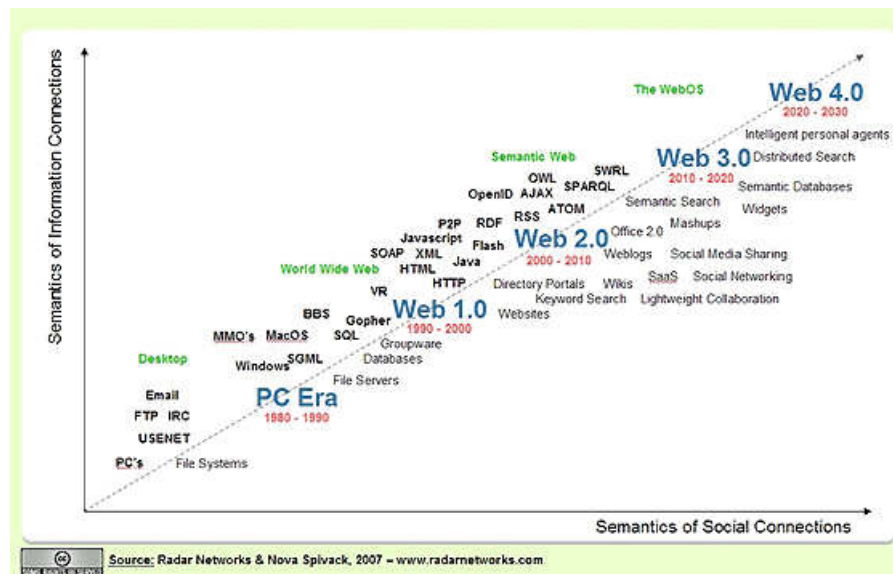 Semantics of Information Connections
The WebOS
Web 4.0
2020 - 2030
Intelligent personal agents
Semantic Web
Web 3.0
Distributed Search
2010 - 2020
SWRL
OWL
SPARQL
OpenID
AJAX
Semantic Databases
Semantic Search
ATOM
Widgets
P2P
RDF
RSS
Mashups
Javascript
Flash
Web 2.0
Office 2.0
2000 - 2010
SOAP
XML
Java
Weblogs
Social Media Sharing
World Wide Web
HTML
HTTP
Directory Portals
Wikis
SaaS
Social Networking
VR
Keyword Search
Lightweight Collaboration
Web 1.0
1990 - 2000
Websites
BBS
Gopher
MMO's
MacOS
SQL
Groupware
Desktop
Windows
SGML
Databases
File Servers
Email
PC Era
1980 - 1990
FTP
IRC
USENET
PC's
File Systems
Semantics of Social Connections
Source: Radar Networks & Nova Spivack, 2007 – www.radarnetworks.com
cc
SOME RIGHTS RESERVED